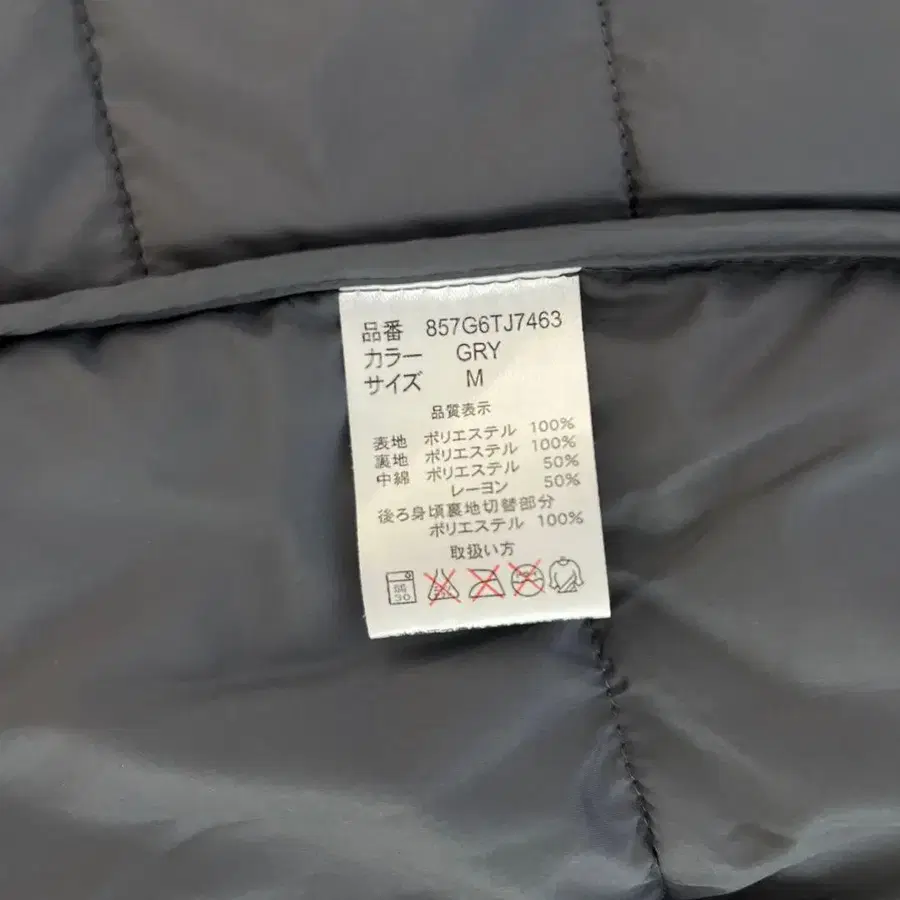 品番 857G6TJ7463
カラー GRY
サイズ M
品質表示
表地 ポリエステル 100%
裏地 ポリエステル 100%
中綿 ポリエステル 50%
レーヨン 50%
後ろ身頃裏地切替部分
ポリエステル 100%
取扱い方
30